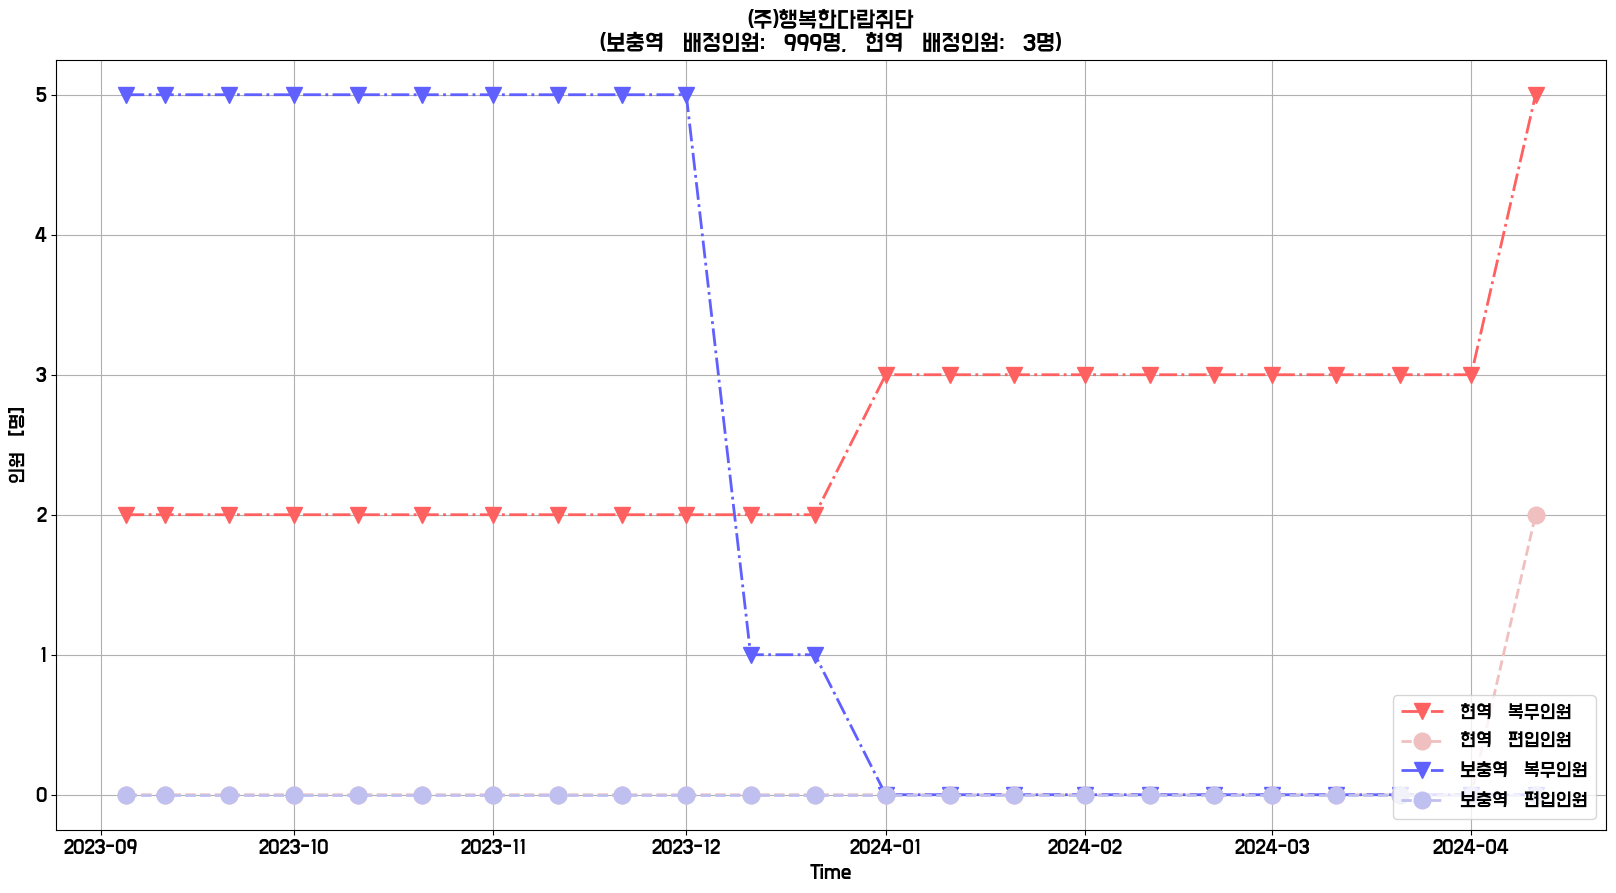 (주)행복한다람쥐단
(보충역 배정인원: 999명, 현역 배정인원: 3명)
인원 [명]
5
4
3
2
1
0
현역 복무인원
현역 편입인원
보충역 복무인원
보충역 편입인원
2023-09 2023-10 2023-11 2023-12 2024-01 2024-02 2024-03 2024-04
Time